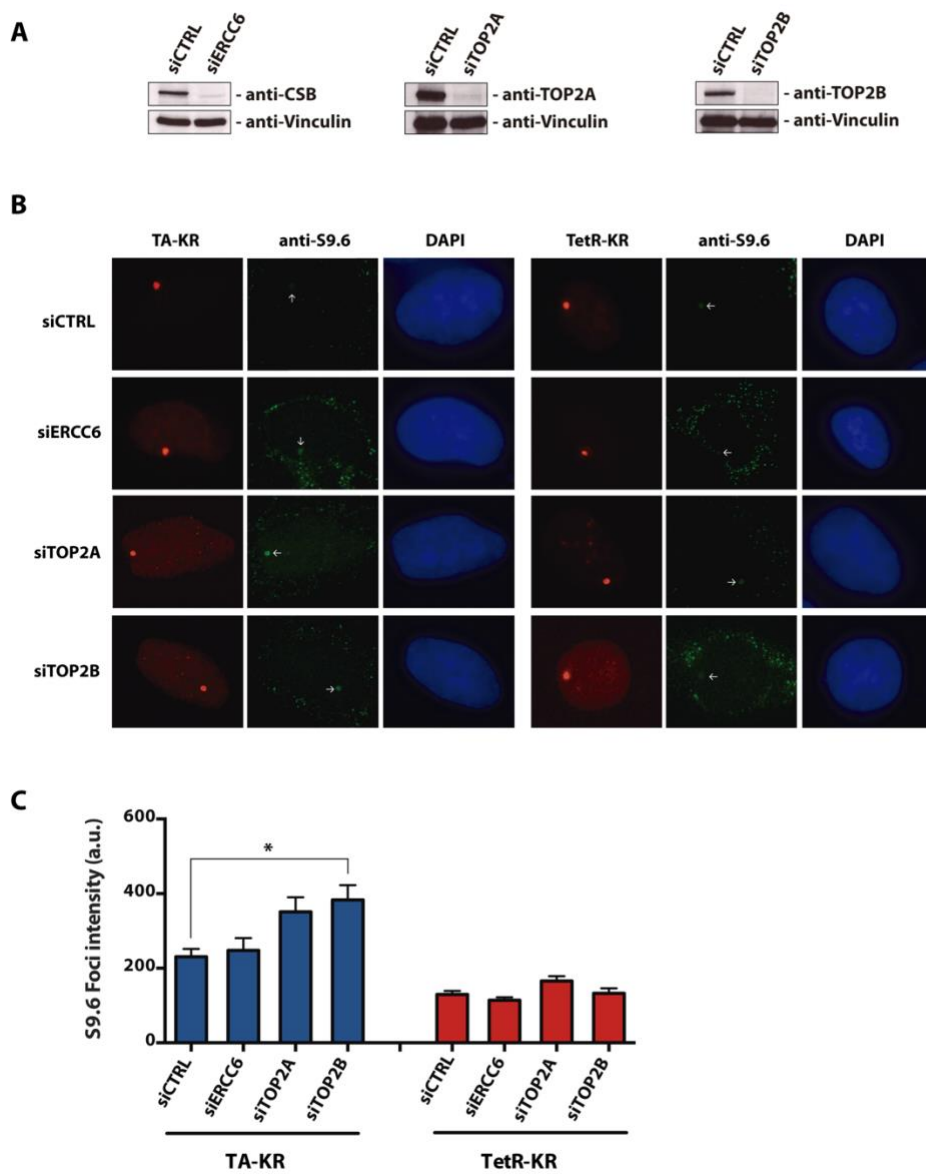 A
siCTRL siERCC6
- anti-CSB
- anti-Vinculin
siCTRL siTOP2A
- anti-TOP2A
- anti-Vinculin
siCTRL siTOP2B
- anti-TOP2B
- anti-Vinculin
B
TA-KR anti-S9.6 DAPI TetR-KR anti-S9.6 DAPI
siCTRL
siERCC6
siTOP2A
siTOP2B
C
S9.6 Foci intensity (a.u.)
600
400
200
0
*
siCTRL siERCC6 siTOP2A siTOP2B siCTRL siERCC6 siTOP2A siTOP2B
TA-KR TetR-KR